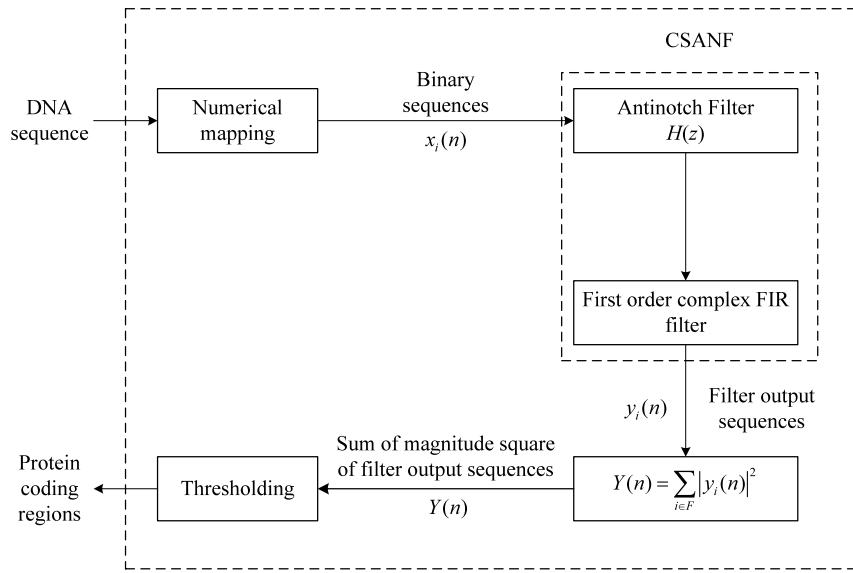 CSANF
DNA
sequence
Numerical
mapping
Binary
sequences
x_i(n)
Antinotch Filter
H(z)
First order complex FIR
filter
y_i(n)
Filter output
sequences
Y(n) = ∑_{i∈F} |y_i(n)|^2
Sum of magnitude square
of filter output sequences
Y(n)
Thresholding
Protein
coding
regions